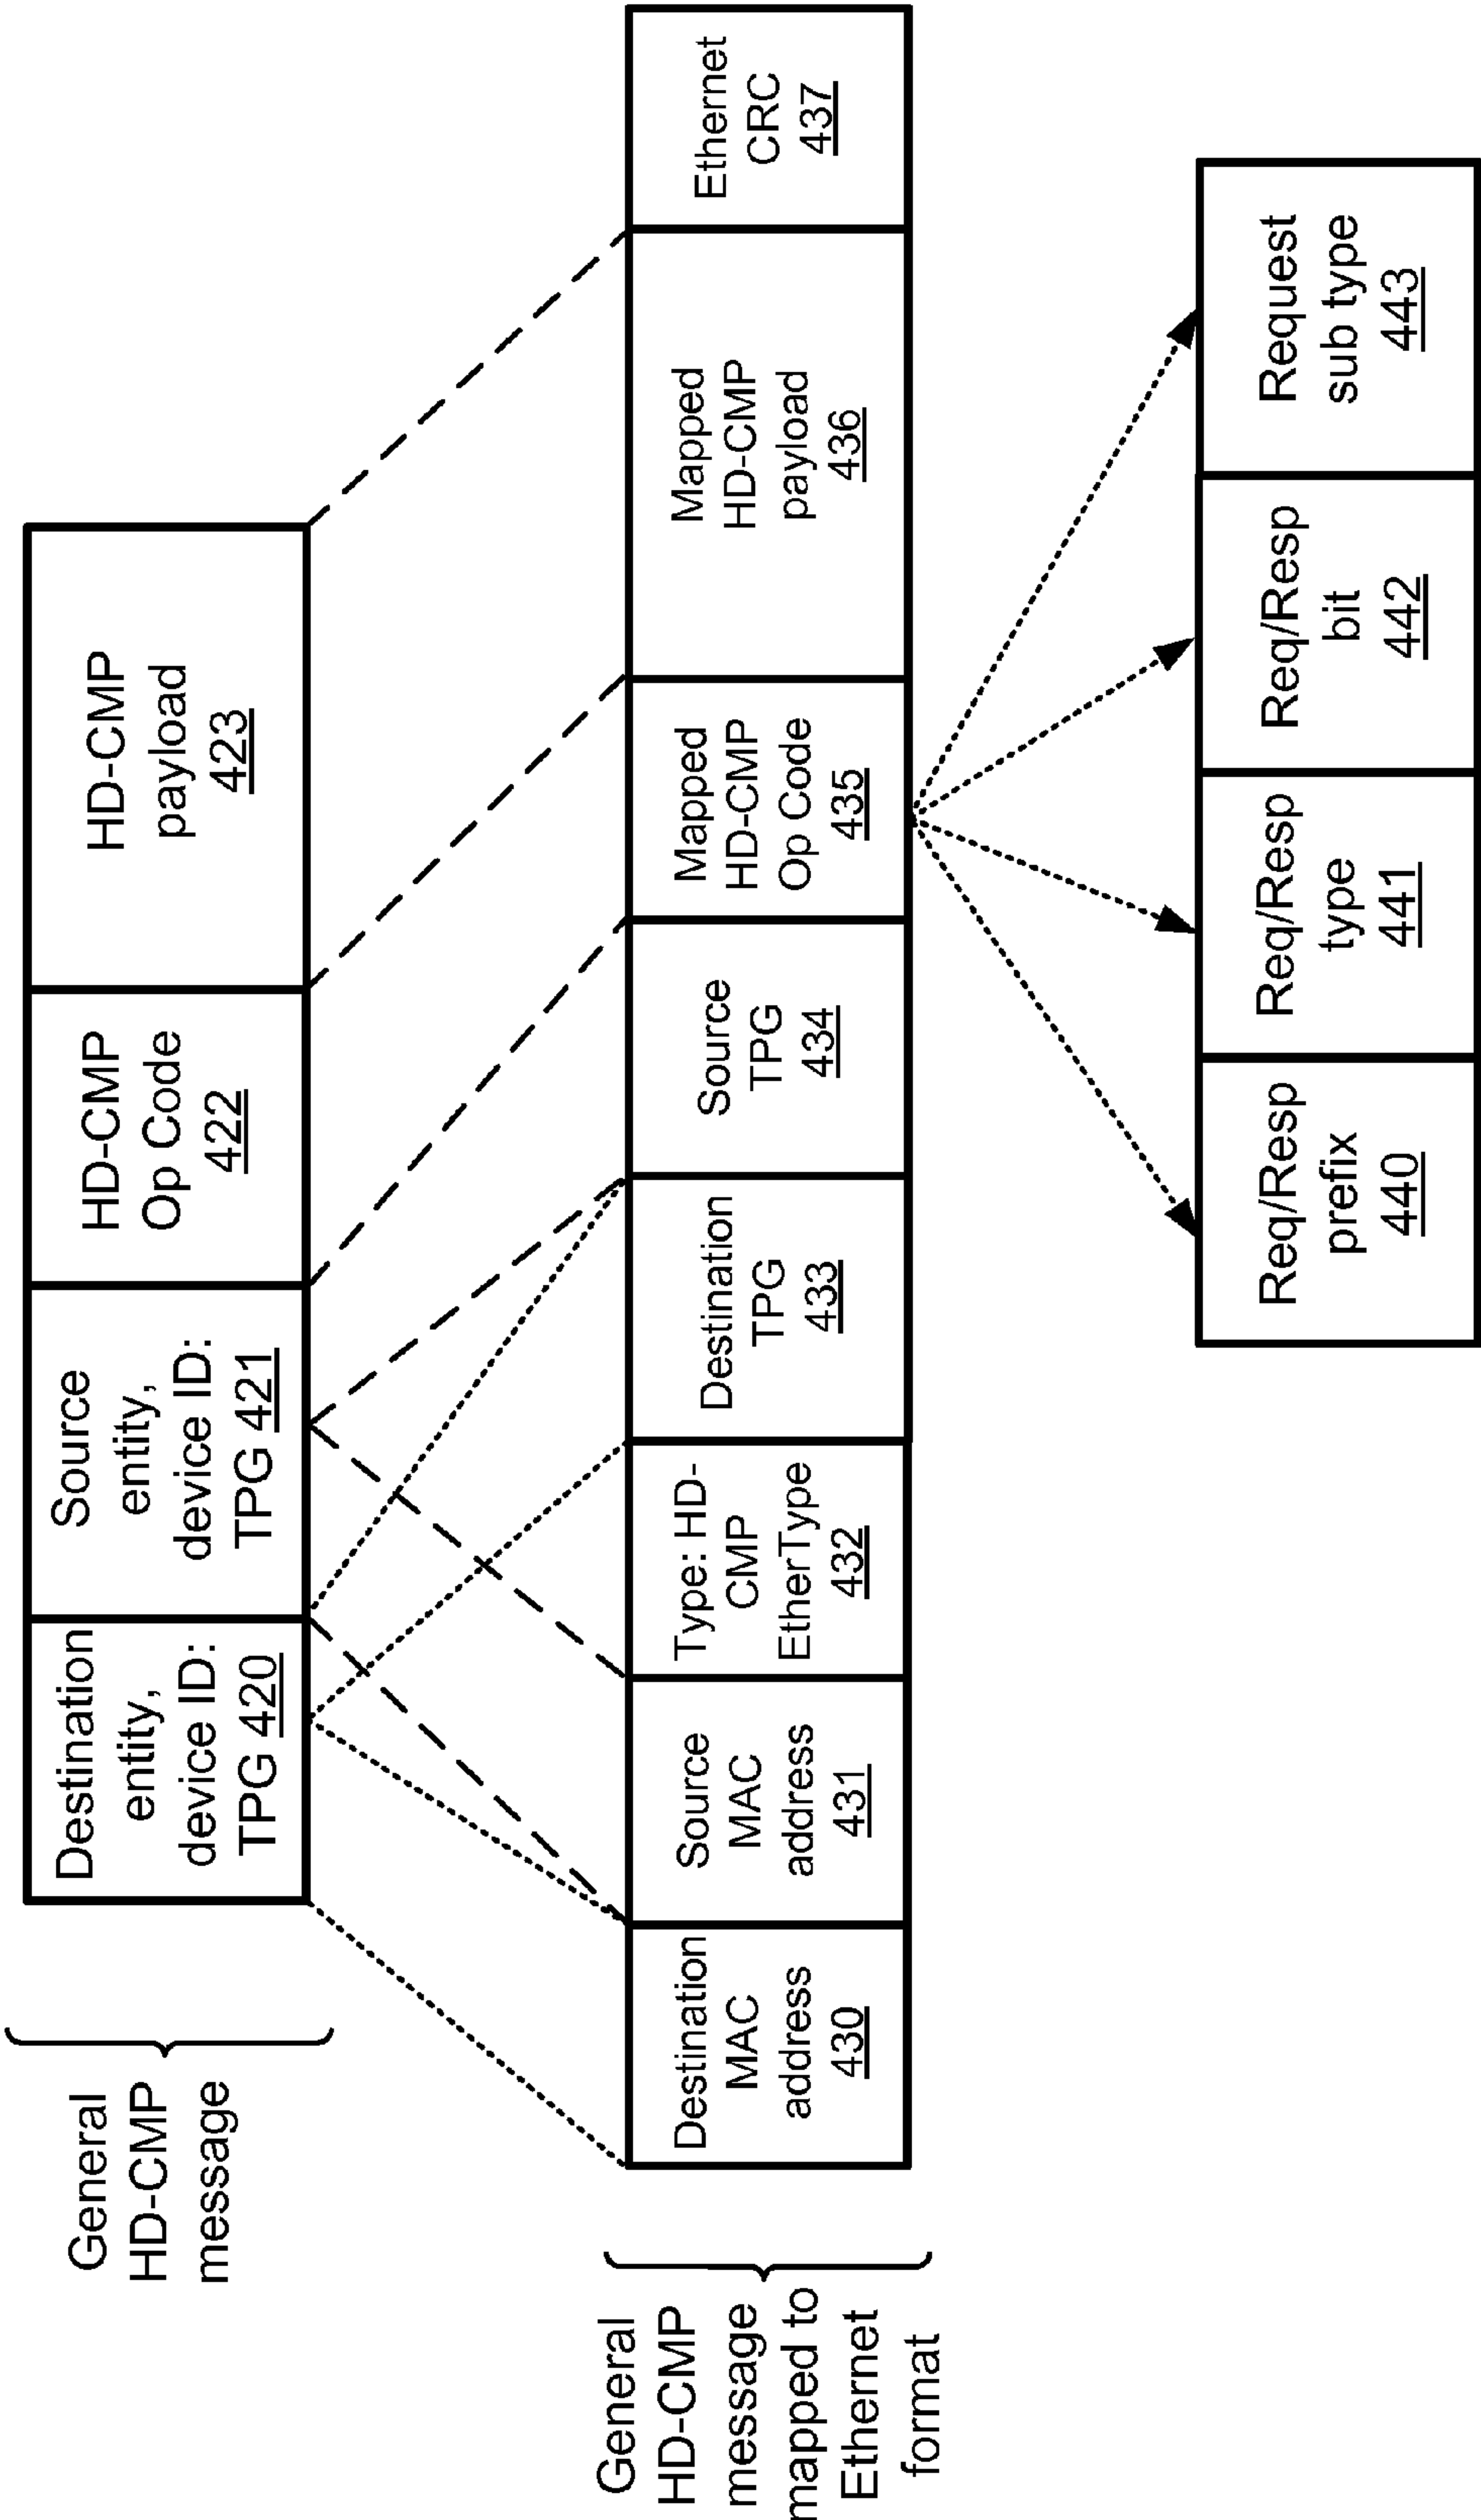 General
HD-CMP
message
Destination
entity,
device ID:
TPG 420
Source
entity,
device ID:
TPG 421
HD-CMP
Op Code
422
HD-CMP
payload
423
General
HD-CMP
message
mapped to
Ethernet
format
Destination
MAC
address
430
Source
MAC
address
431
Type: HD-
CMP
EtherType
432
Destination
TPG
433
Source
TPG
434
Mapped
HD-CMP
Op Code
435
Mapped
HD-CMP
payload
436
Ethernet
CRC
437
Req/Resp
prefix
440
Req/Resp
type
441
Req/Resp
bit
442
Request
sub type
443